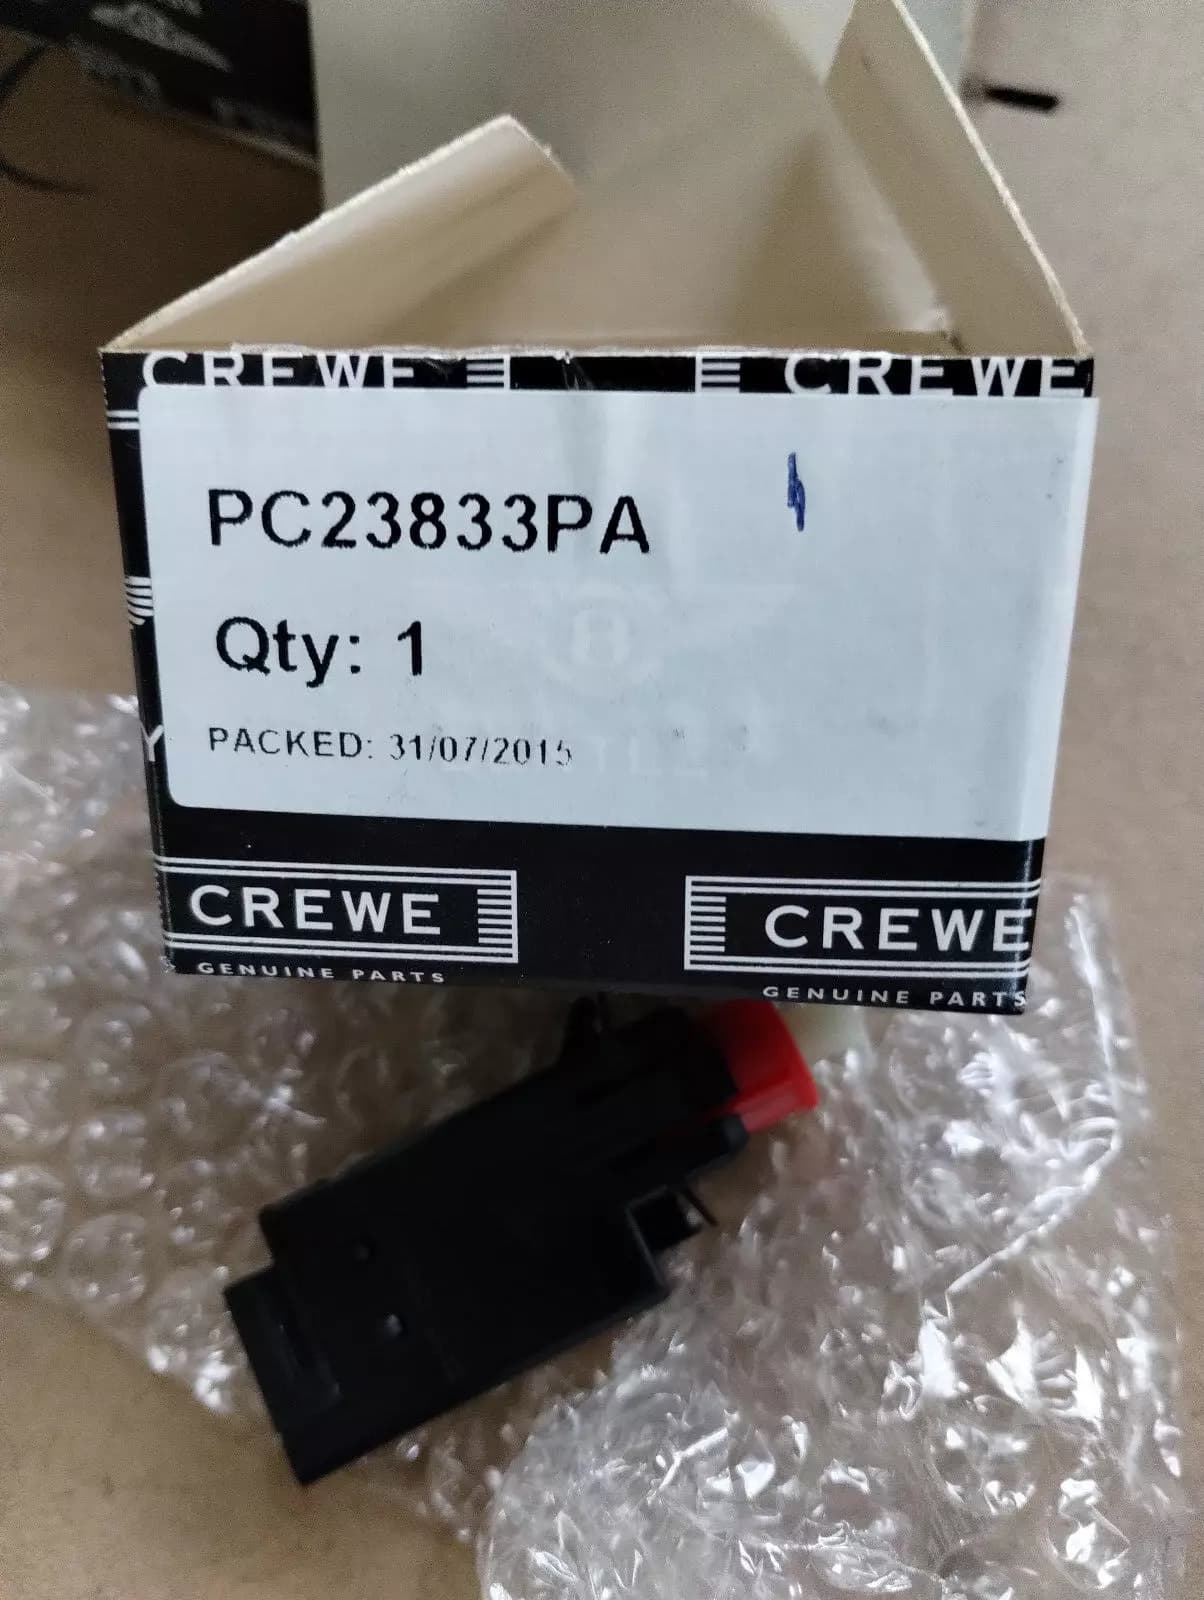 CREWE CREWE
PC23833PA
Qty: 1
PACKED: 31/07/2015
CREWE CREWE
GENUINE PARTS GENUINE PARTS